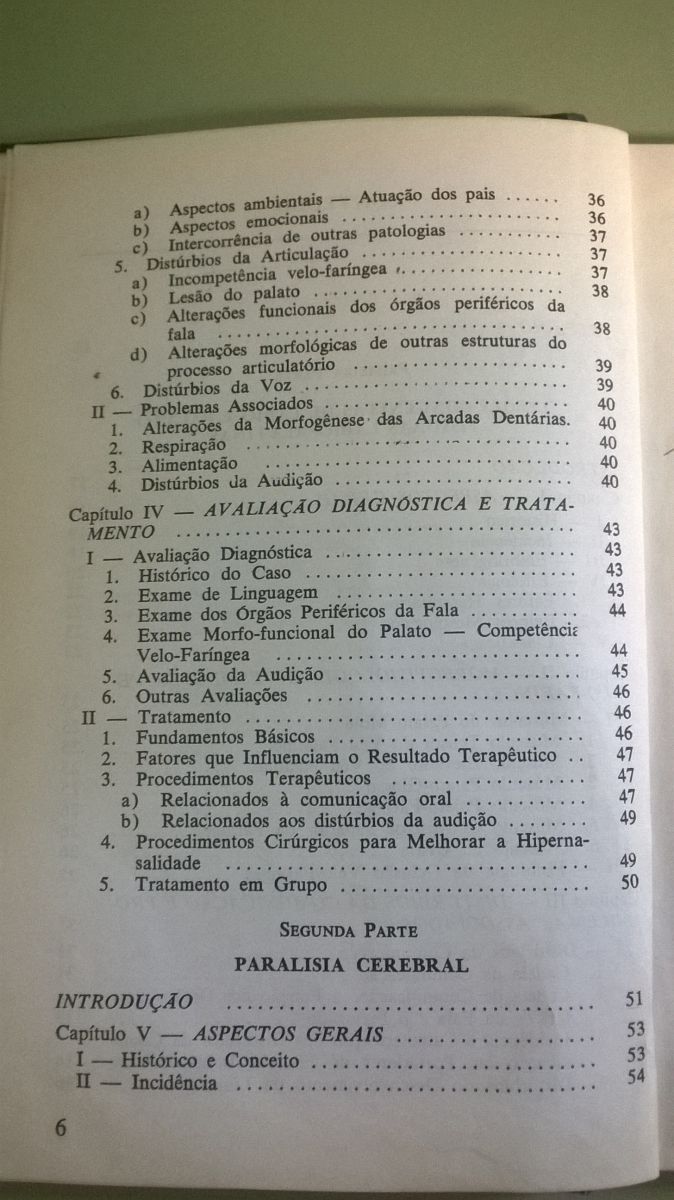 a) Aspectos ambientais — Atuação dos pais ...... 36
b) Aspectos emocionais ...................... 36
c) Intercorrência de outras patologias ........... 37
5. Distúrbios da Articulação ..................... 37
a) Incompetência velo-faríngea .................. 37
b) Lesão do palato ........................... 38
c) Alterações funcionais dos órgãos periféricos da
fala ................................... 38
d) Alterações morfológicas de outras estruturas do
processo articulatório ...................... 39
6. Distúrbios da Voz ........................... 39
II — Problemas Associados ......................... 40
1. Alterações da Morfogênese das Arcadas Dentárias. 40
2. Respiração ................................ 40
3. Alimentação .............................. 40
4. Distúrbios da Audição ........................ 40
Capítulo IV — AVALIAÇÃO DIAGNÓSTICA E TRATA-
MENTO ....................................... 43
I — Avaliação Diagnóstica ......................... 43
1. Histórico do Caso ........................... 43
2. Exame de Linguagem ........................ 43
3. Exame dos Órgãos Periféricos da Fala ........... 44
4. Exame Morfo-funcional do Palato — Competência
Velo-Faríngea ............................. 44
5. Avaliação da Audição ........................ 45
6. Outras Avaliações ........................... 46
II — Tratamento ................................. 46
1. Fundamentos Básicos ......................... 46
2. Fatores que Influenciam o Resultado Terapêutico .. 47
3. Procedimentos Terapêuticos ................... 47
a) Relacionados à comunicação oral ............ 47
b) Relacionados aos distúrbios da audição ........ 49
4. Procedimentos Cirúrgicos para Melhorar a Hiperna-
salidade ................................... 49
5. Tratamento em Grupo ........................ 50
SEGUNDA PARTE
PARALISIA CEREBRAL
INTRODUÇÃO .................................... 51
Capítulo V — ASPECTOS GERAIS .................... 53
I — Histórico e Conceito ............................ 53
II — Incidência ................................... 54
6